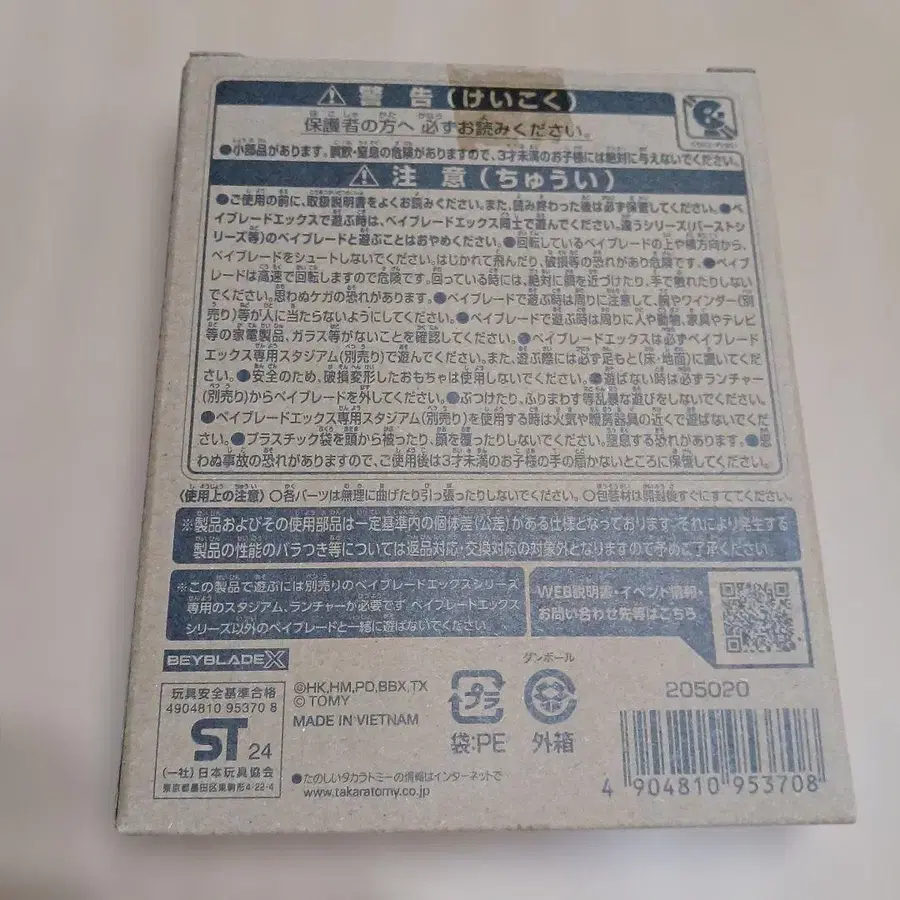 ⚠ 警告(けいこく)
保護者の方へ 必ずお読みください。
●小部品があります。誤飲・窒息の危険がありますので、3才未満のお子様には絶対に与えないでください。
⚠ 注意(ちゅうい)
●ご使用の前に、取扱説明書をよくお読みください。また、読み終わった後は必ず保管してください。●ベ
イブレードエックスで遊ぶ時は、ベイブレードエックス同士で遊んでください。違うシリーズ(バーストシ
リーズ等)のベイブレードと遊ぶことはおやめください。●回転しているベイブレードの上や横方向から、
ベイブレードをシュートしないでください。はじかれて飛んだり、破損等の恐れがあり危険です。●ベイブ
レードは高速で回転しますので危険です。回っている時には、絶対に顔を近づけたり、手で触れたりしない
でください。思わぬケガの恐れがあります。●ベイブレードで遊ぶ時は周りに注意して、腕やワインダー(別
売り)等が人に当たらないようにしてください。●ベイブレードで遊ぶ時は周りに人や動物、家具やテレビ
等の家電製品、ガラス等がないことを確認してください。●ベイブレードエックスは必ずベイブレード
エックス専用スタジアム(別売り)で遊んでください。また、遊ぶ際には必ず足もと(床・地面)に置いてくだ
さい。●安全のため、破損変形したおもちゃは使用しないでください。●遊ばない時は必ずランチャー
(別売り)からベイブレードを外してください。●ぶつけたり、ふりまわす等乱暴な遊びをしないでください。
●ベイブレードエックス専用スタジアム(別売り)を使用する時は火気や暖房器具の近くで遊ばないでくだ
さい。●プラスチック袋を頭から被ったり、顔を覆ったりしないでください。窒息する恐れがあります。●思
わぬ事故の恐れがありますので、ご使用後は3才未満のお子様の手の届かないところに保管してください。
〈使用上の注意〉〇各パーツは無理に曲げたり引っ張ったりしないでください。〇包装材は開封後すぐにすててください。
※製品およびその使用部品は一定基準内の個体差(公差)がある仕様となっております。それにより発生する
製品の性能のバラつき等については返品対応・交換対応の対象外となりますので予めご了承ください。
※この製品で遊ぶには別売りのベイブレードエックスシリーズ
専用のスタジアム、ランチャーが必要です。ベイブレードエックス
シリーズ以外のベイブレードと一緒に遊ばないでください。
WEB説明書・イベント情報・
お問い合わせ先等はこちら
BEYBLADE X
玩具安全基準合格
4904810 95370 8
ST 24
(一社)日本玩具協会
東京都墨田区東駒形4-22-4
©HK,HM,PD,BBX,TX
© TOMY
MADE IN VIETNAM
プラ
袋:PE
ダンボール
外箱
●たのしいタカラトミーの情報はインターネットで
www.takaratomy.co.jp
205020
4 904810 953708